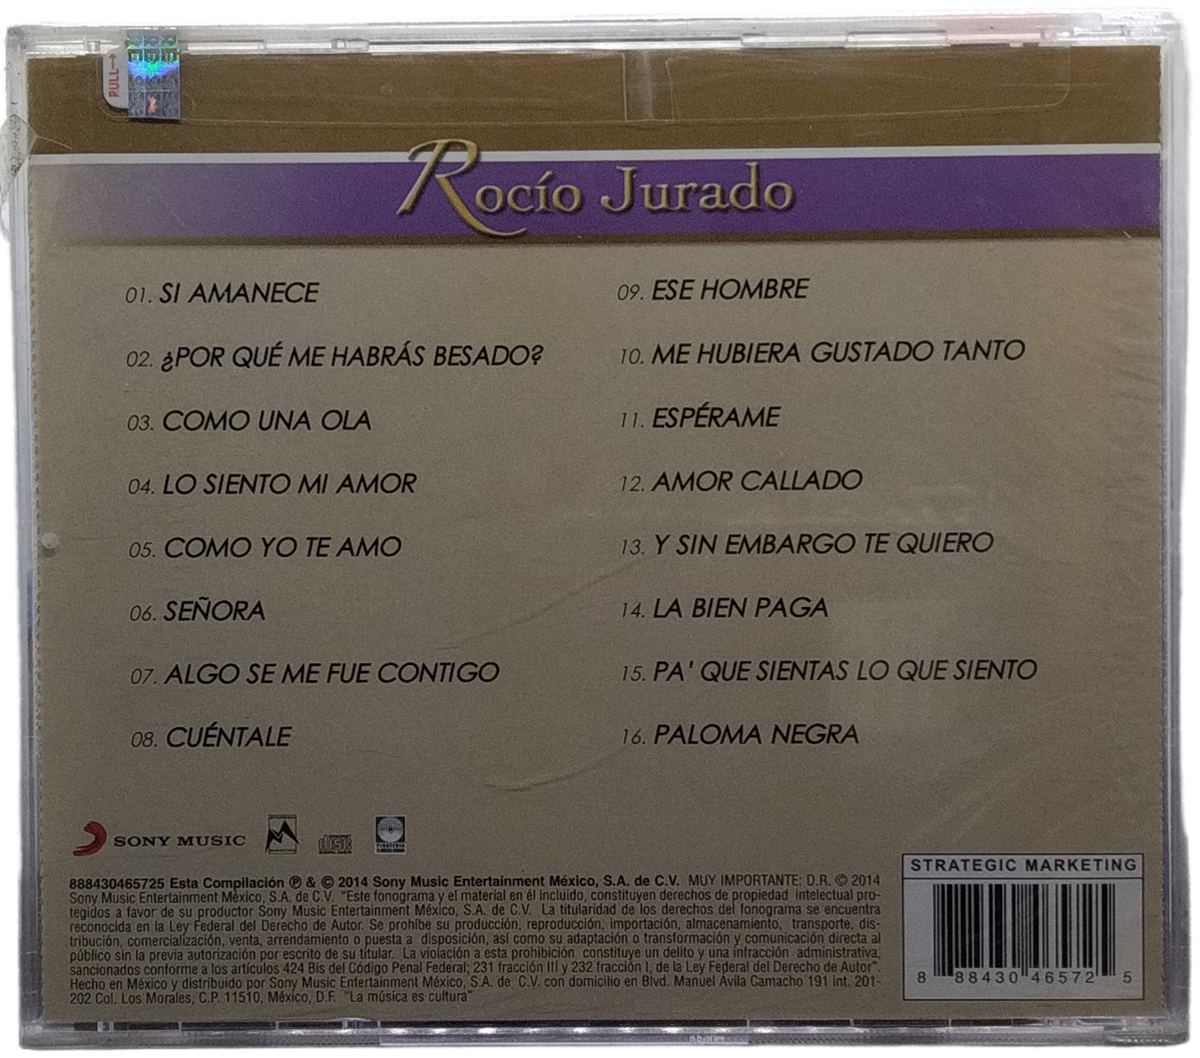 PULL→
Rocío Jurado
01. SI AMANECE
02. ¿POR QUÉ ME HABRÁS BESADO?
03. COMO UNA OLA
04. LO SIENTO MI AMOR
05. COMO YO TE AMO
06. SEÑORA
07. ALGO SE ME FUE CONTIGO
08. CUÉNTALE
09. ESE HOMBRE
10. ME HUBIERA GUSTADO TANTO
11. ESPÉRAME
12. AMOR CALLADO
13. Y SIN EMBARGO TE QUIERO
14. LA BIEN PAGA
15. PA' QUE SIENTAS LO QUE SIENTO
16. PALOMA NEGRA
SONY MUSIC
888430465725 Esta Compilación ℗ & © 2014 Sony Music Entertainment México, S.A. de C.V. MUY IMPORTANTE: D.R. © 2014
Sony Music Entertainment México, S.A. de C.V. "Este fonograma y el material en él incluido, constituyen derechos de propiedad intelectual pro-
tegidos a favor de su productor Sony Music Entertainment México, S.A. de C.V. La titularidad de los derechos del fonograma se encuentra
reconocida en la Ley Federal del Derecho de Autor. Se prohíbe su producción, reproducción, importación, almacenamiento, transporte, dis-
tribución, comercialización, venta, arrendamiento o puesta a disposición, así como su adaptación o transformación y comunicación directa al
público sin la previa autorización por escrito de su titular. La violación a esta prohibición constituye un delito y una infracción administrativa,
sancionados conforme a los artículos 424 Bis del Código Penal Federal; 231 fracción III y 232 fracción I, de la Ley Federal del Derecho de Autor".
Hecho en México y distribuido por Sony Music Entertainment México, S.A. de C.V. con domicilio en Blvd. Manuel Avila Camacho 191 int. 201-
202 Col. Los Morales, C.P. 11510, México, D.F. "La música es cultura"
STRATEGIC MARKETING
8 88430 46572 5